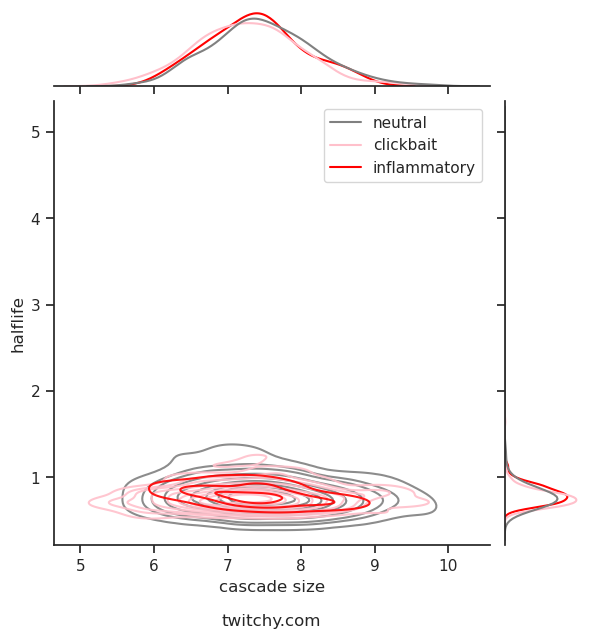 neutral
clickbait
inflammatory
5
4
3
2
1
halflife
5 6 7 8 9 10
cascade size
twitchy.com